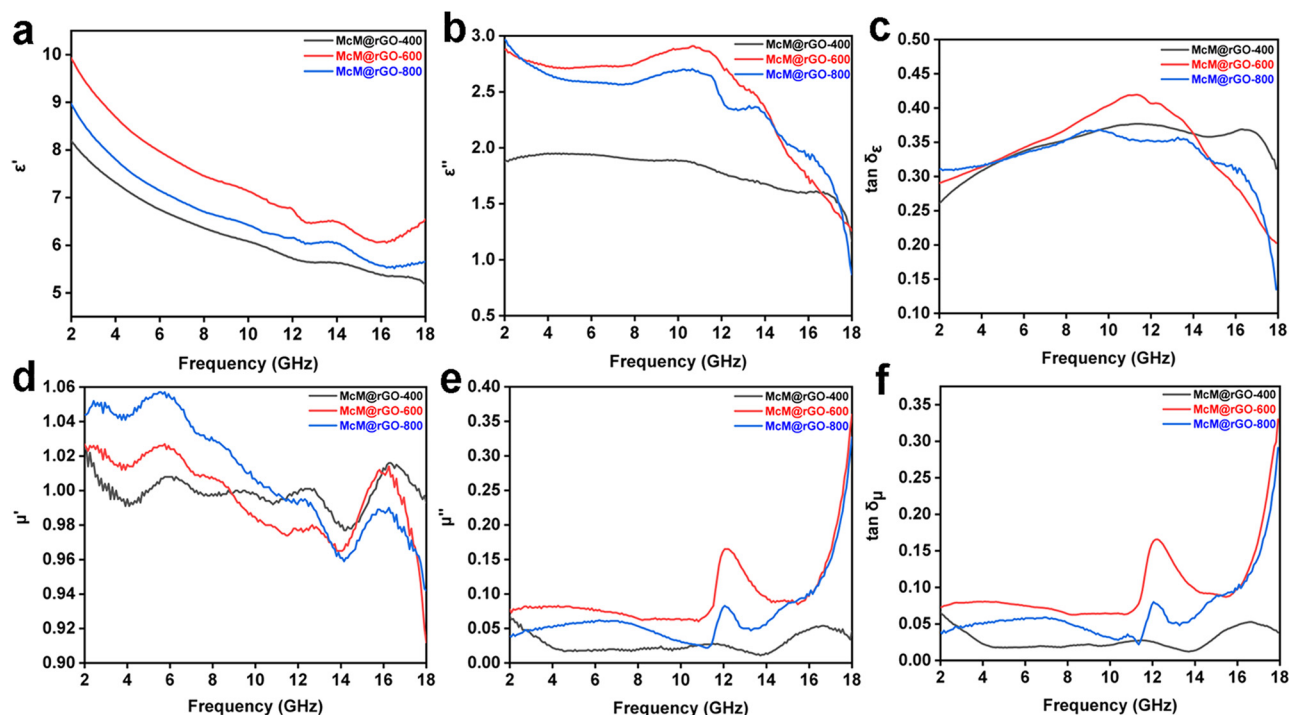 a
10
9
8
7
6
5
ε'
2 4 6 8 10 12 14 16 18
Frequency (GHz)
McM@rGO-400
McM@rGO-600
McM@rGO-800
b
3.0
2.5
2.0
1.5
1.0
0.5
ε''
2 4 6 8 10 12 14 16 18
Frequency (GHz)
McM@rGO-400
McM@rGO-600
McM@rGO-800
c
0.50
0.45
0.40
0.35
0.30
0.25
0.20
0.15
0.10
tan δε
2 4 6 8 10 12 14 16 18
Frequency (GHz)
McM@rGO-400
McM@rGO-600
McM@rGO-800
d
1.06
1.04
1.02
1.00
0.98
0.96
0.94
0.92
0.90
μ'
2 4 6 8 10 12 14 16 18
Frequency (GHz)
McM@rGO-400
McM@rGO-600
McM@rGO-800
e
0.40
0.35
0.30
0.25
0.20
0.15
0.10
0.05
0.00
μ''
2 4 6 8 10 12 14 16 18
Frequency (GHz)
McM@rGO-400
McM@rGO-600
McM@rGO-800
f
0.35
0.30
0.25
0.20
0.15
0.10
0.05
0.00
tan δμ
2 4 6 8 10 12 14 16 18
Frequency (GHz)
McM@rGO-400
McM@rGO-600
McM@rGO-800